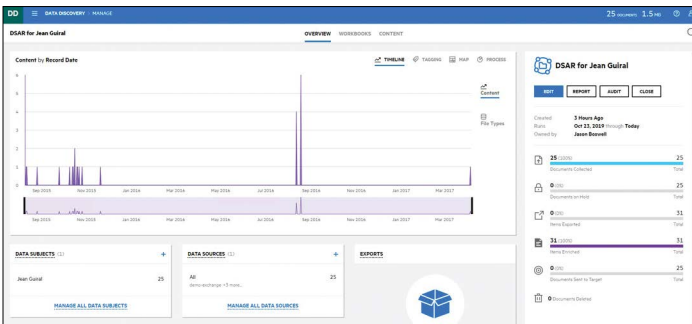 DD DATA DISCOVERY | MANAGE 25 DOCUMENTS 1.5 MB
DSAR for Jean Guiral OVERVIEW WORKBOOKS CONTENT
Content by Record Date TIMELINE TAGGING MAP PROCESS
Content
File Types
6
5
4
3
2
1
0
Sep 2015 Nov 2015 Jan 2016 Mar 2016 May 2016 Jul 2016 Sep 2016 Nov 2016 Jan 2017 Mar 2017
Sep 2015 Nov 2015 Jan 2016 Mar 2016 May 2016 Jul 2016 Sep 2016 Nov 2016 Jan 2017 Mar 2017
DATA SUBJECTS (1) +
Jean Guiral 25
MANAGE ALL DATA SUBJECTS
DATA SOURCES (1) +
All 25
demo-exchange +3 more...
MANAGE ALL DATA SOURCES
EXPORTS
DSAR for Jean Guiral
EDIT REPORT AUDIT CLOSE
Created 3 Hours Ago
Runs Oct 23, 2019 through Today
Owned by Jason Baswell
25 (100%) 25
Documents Collected Total
0 (0%) 25
Documents on Hold Total
0 (0%) 31
Items Exported Total
31 (100%) 31
Items Enriched Total
0 (0%) 25
Documents Sent to Target Total
0 Documents Deleted